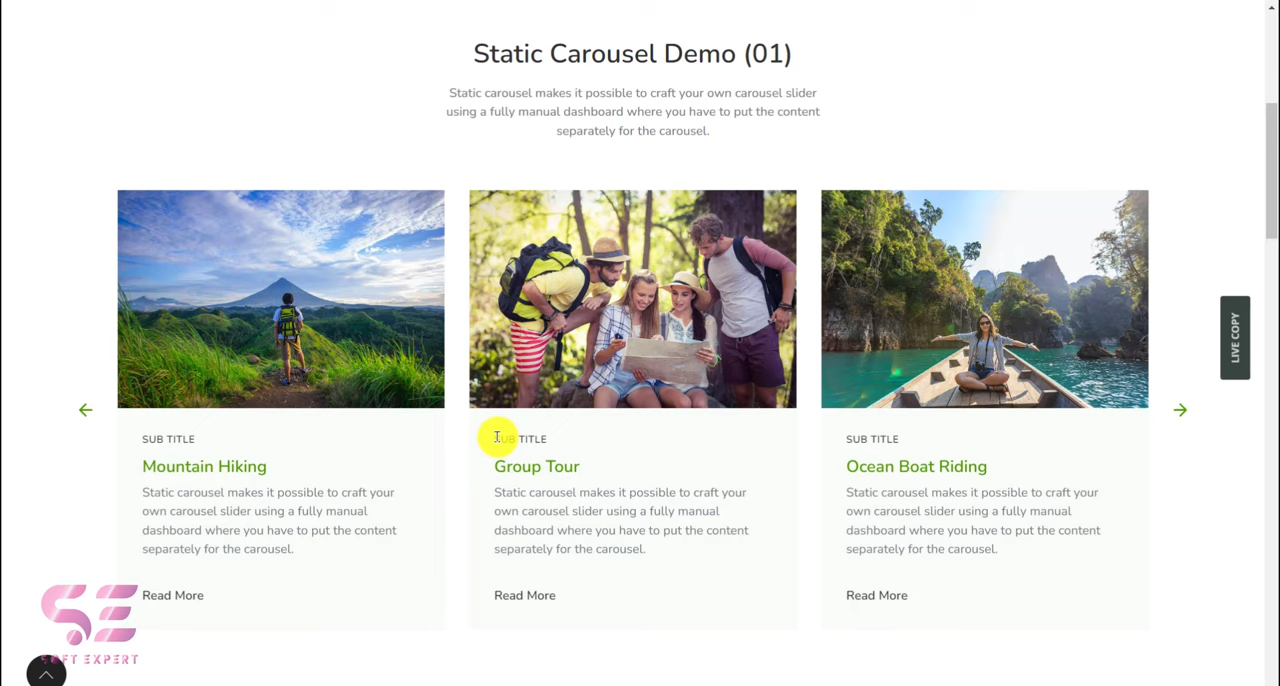 Static Carousel Demo (01)
Static carousel makes it possible to craft your own carousel slider
using a fully manual dashboard where you have to put the content
separately for the carousel.
LIVE COPY
SUB TITLE
Mountain Hiking
Static carousel makes it possible to craft your
own carousel slider using a fully manual
dashboard where you have to put the content
separately for the carousel.
Read More
SUB TITLE
Group Tour
Static carousel makes it possible to craft your
own carousel slider using a fully manual
dashboard where you have to put the content
separately for the carousel.
Read More
SUB TITLE
Ocean Boat Riding
Static carousel makes it possible to craft your
own carousel slider using a fully manual
dashboard where you have to put the content
separately for the carousel.
Read More
SE
SOFT EXPERT